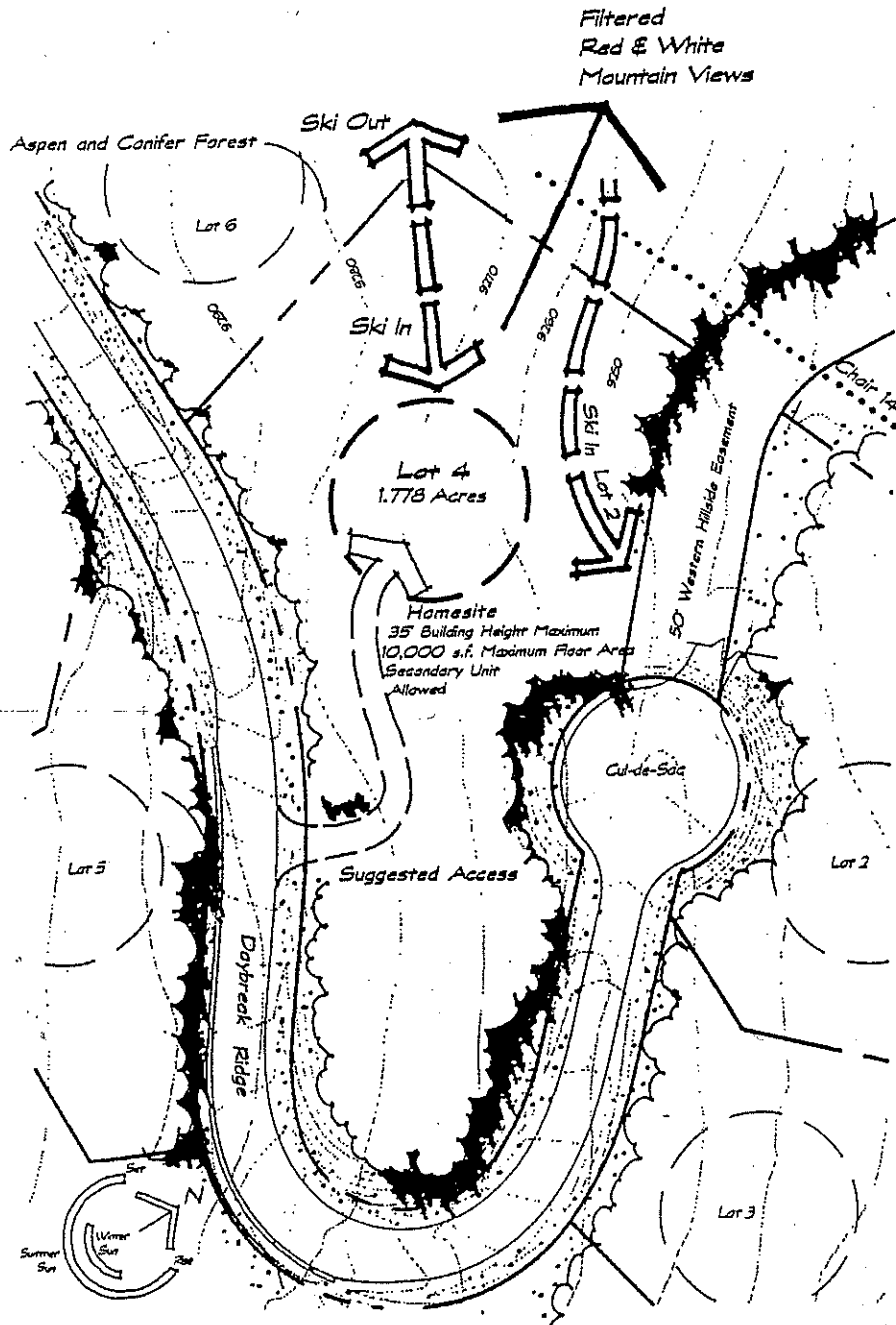 Filtered
Red & White
Mountain Views
Ski Out
Aspen and Conifer Forest
Lot 6
9290
9280
9270
9260
9250
Ski In
Chair 14
Lot 4
1.778 Acres
Ski In Lot 2
50' Western Hillside Easement
Homesite
35' Building Height Maximum
10,000 s.f. Maximum Floor Area
Secondary Unit
Allowed
Cul-de-Sac
Lot 5
Suggested Access
Lot 2
Daybreak Ridge
Lot 3
Set
N
Winter
Sun
Summer
Sun
Rise